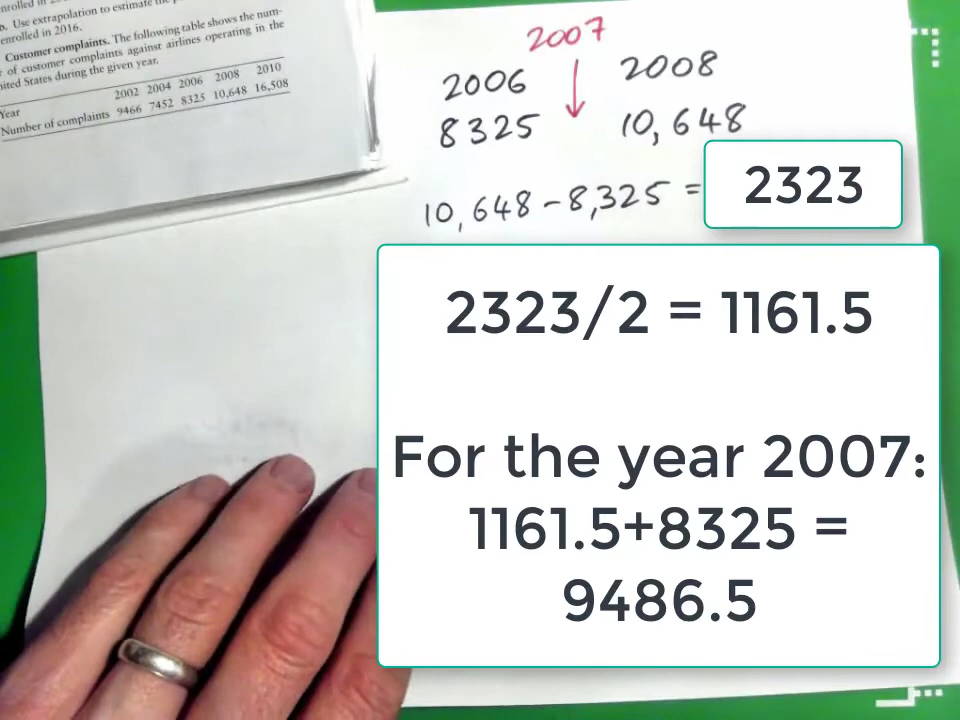 nrolled in
b. Use extrapolation to estimate the
enrolled in 2016.
Customer complaints. The following table shows the num-
of customer complaints against airlines operating in the
ited States during the given year.
Year 2002 2004 2006 2008 2010
Number of complaints 9466 7452 8325 10,648 16,508
2007
2006 2008
8325 10,648
10,648-8,325 = 2323
2323/2 = 1161.5
For the year 2007:
1161.5+8325 =
9486.5